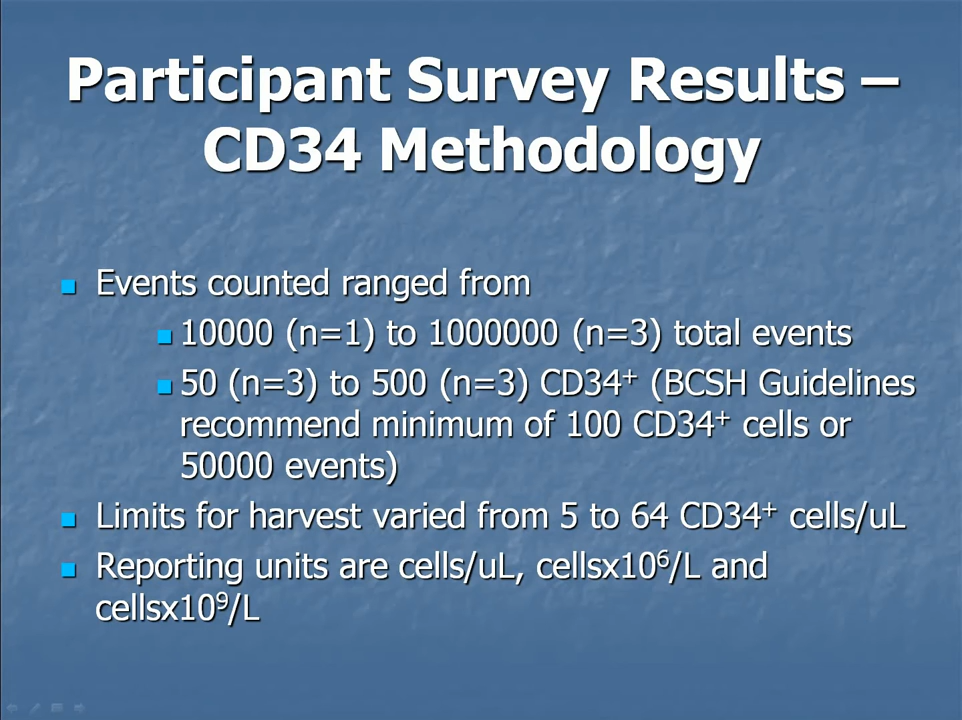 Participant Survey Results –
CD34 Methodology
Events counted ranged from
10000 (n=1) to 1000000 (n=3) total events
50 (n=3) to 500 (n=3) CD34⁺ (BCSH Guidelines
recommend minimum of 100 CD34⁺ cells or
50000 events)
Limits for harvest varied from 5 to 64 CD34⁺ cells/uL
Reporting units are cells/uL, cellsx10⁶/L and
cellsx10⁹/L